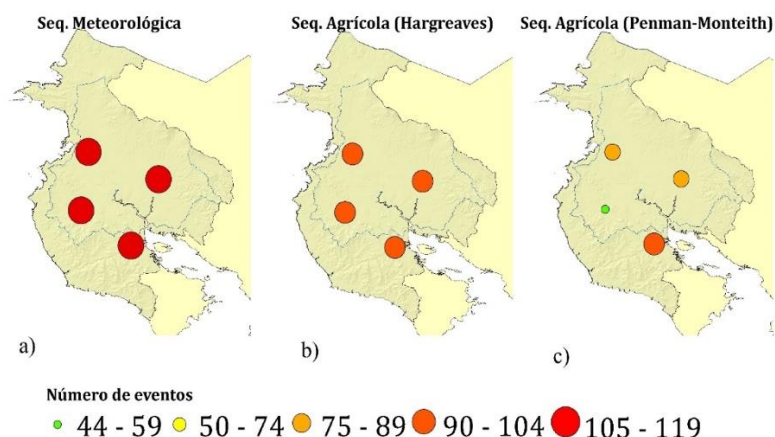 Seq. Meteorológica
Seq. Agrícola (Hargreaves)
Seq. Agrícola (Penman-Monteith)
a)
b)
c)
Número de eventos
44 - 59 50 - 74 75 - 89 90 - 104 105 - 119